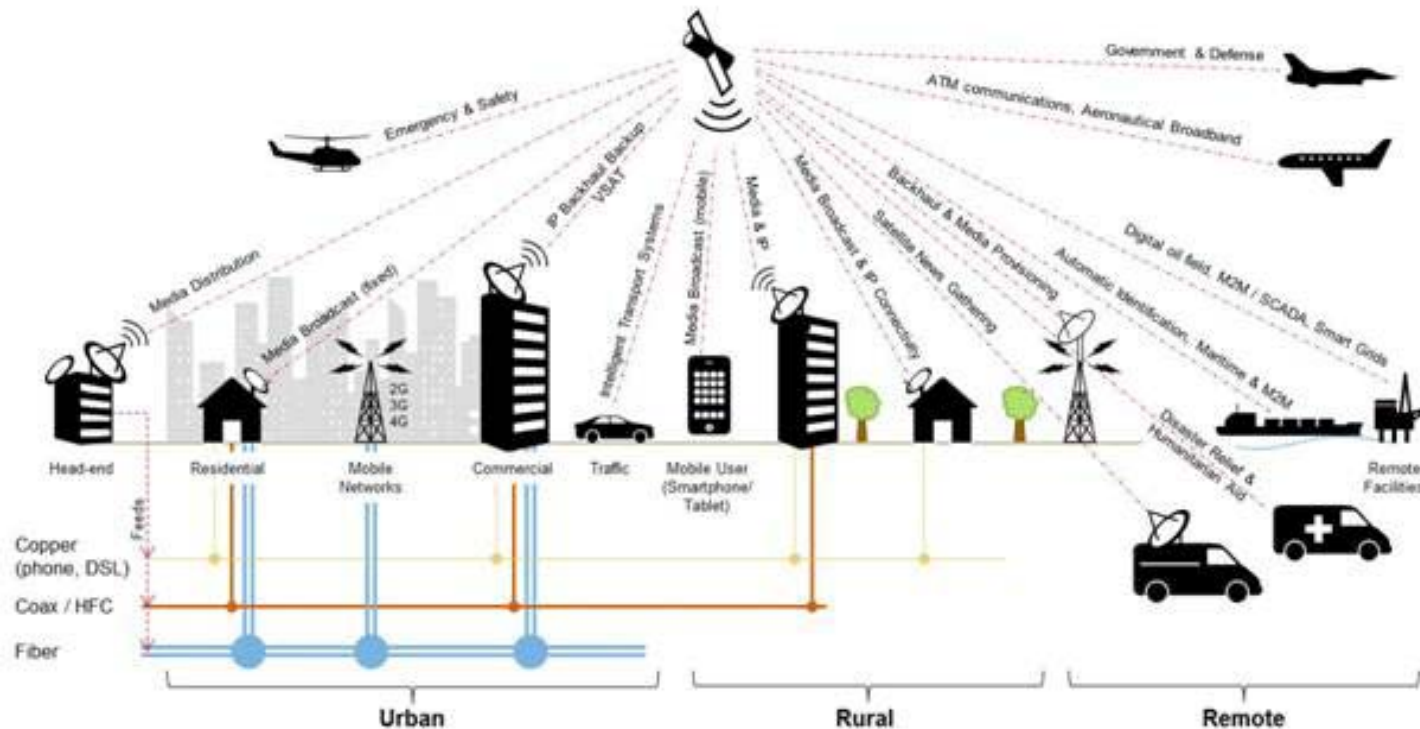 Government & Defense
ATM communications, Aeronautical Broadband
Emergency & Safety
IP Backhaul Backup
VSAT
Media Distribution
Media Broadcast (fixed)
Intelligent Transport Systems
Media Broadcast (mobile)
Media & IP
Media Broadcast & IP Connectivity
Satellite News Gathering
Backhaul & Media Provisioning
Automatic Identification, Maritime & M2M
Digital oil field, M2M / SCADA, Smart Grids
Disaster Relief &
Humanitarian Aid
2G
3G
4G
Head-end
Residential
Mobile
Networks
Commercial
Traffic
Mobile User
(Smartphone/
Tablet)
Remote
Facilities
Feeds
Copper
(phone, DSL)
Coax / HFC
Fiber
Urban
Rural
Remote